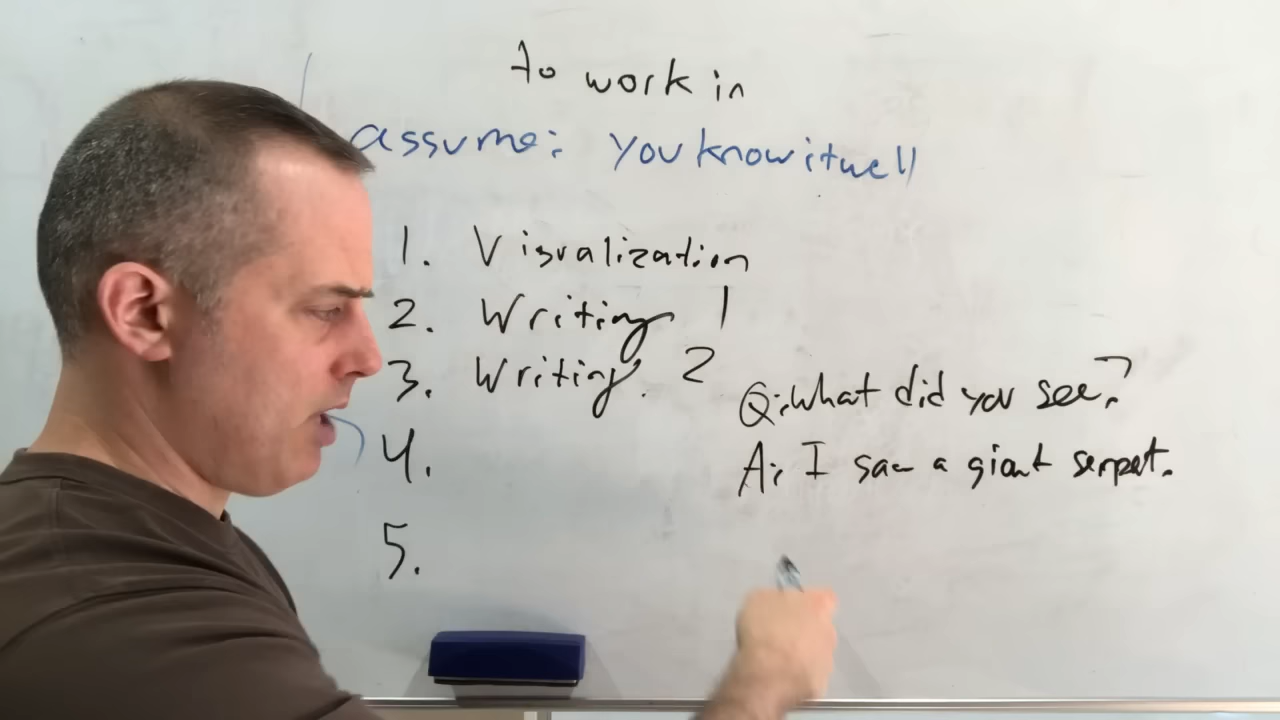 to work in
assume: you know it well
1. Visualization
2. Writing 1
3. Writing. 2
Q: What did you see?
A: I saw a giant serpet.
4.
5.